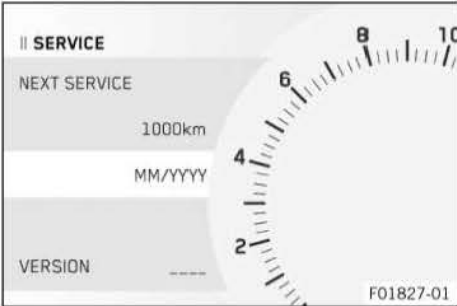 II SERVICE
NEXT SERVICE
1000km
MM/YYYY
VERSION ----
2
4
6
8
10
F01827-01